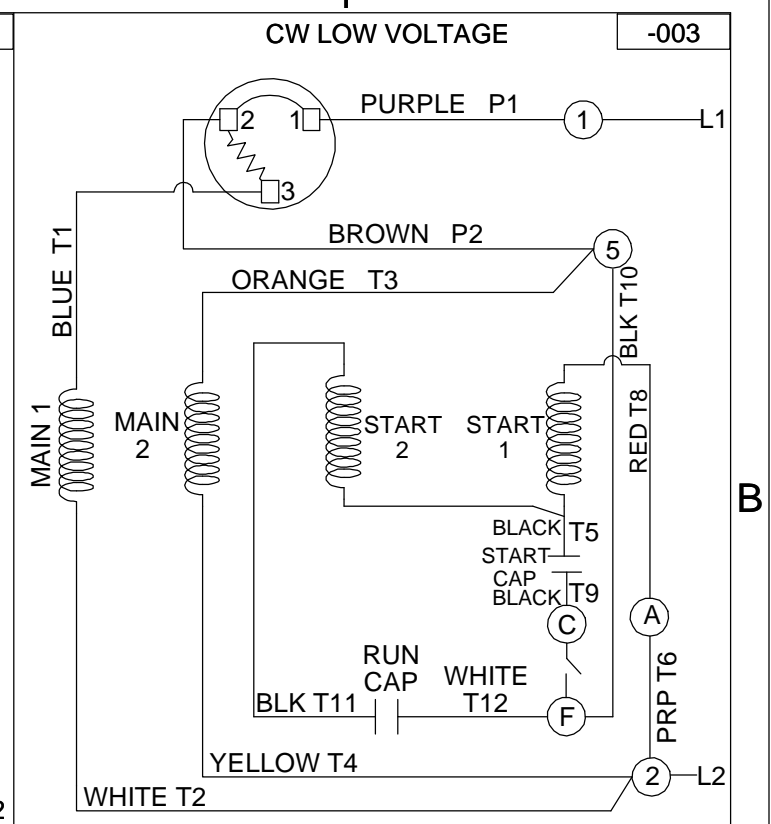 CW LOW VOLTAGE
-003
PURPLE P1
2
1
1
L1
3
BROWN P2
5
BLUE T1
ORANGE T3
BLK T10
MAIN 1
MAIN
2
START
2
START
1
RED T8
B
BLACK T5
START
CAP
BLACK T9
C
A
RUN
CAP
WHITE
T12
BLK T11
F
PRP T6
YELLOW T4
2
L2
WHITE T2
2